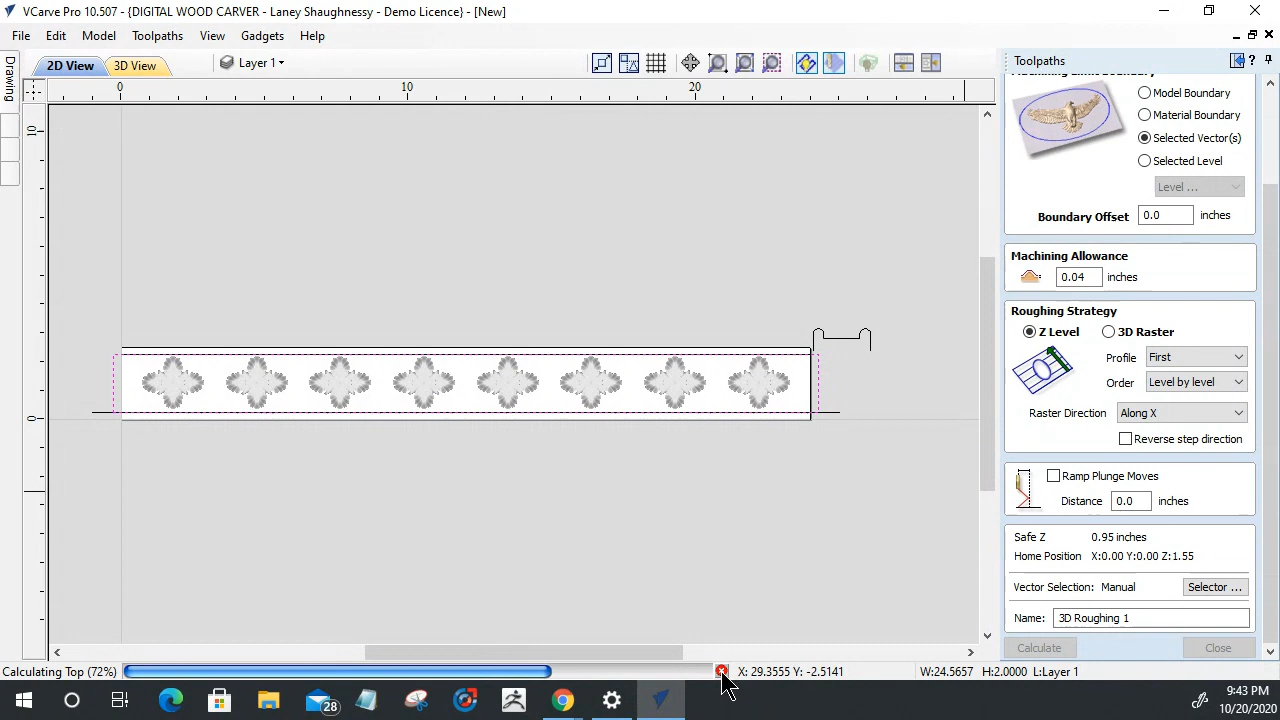 VCarve Pro 10.507 - {DIGITAL WOOD CARVER - Laney Shaughnessy - Demo Licence} - [New]
File Edit Model Toolpaths View Gadgets Help
Drawing
2D View 3D View Layer 1
0 10 20
10
0
Toolpaths
Model Boundary
Material Boundary
Selected Vector(s)
Selected Level
Level ...
Boundary Offset 0.0 inches
Machining Allowance
0.04 inches
Roughing Strategy
Z Level 3D Raster
Profile First
Order Level by level
Raster Direction Along X
Reverse step direction
Ramp Plunge Moves
Distance 0.0 inches
Safe Z 0.95 inches
Home Position X:0.00 Y:0.00 Z:1.55
Vector Selection: Manual Selector ...
Name: 3D Roughing 1
Calculate Close
Calculating Top (72%) X: 29.3555 Y: -2.5141 W:24.5657 H:2.0000 L:Layer 1
28
9:43 PM
10/20/2020